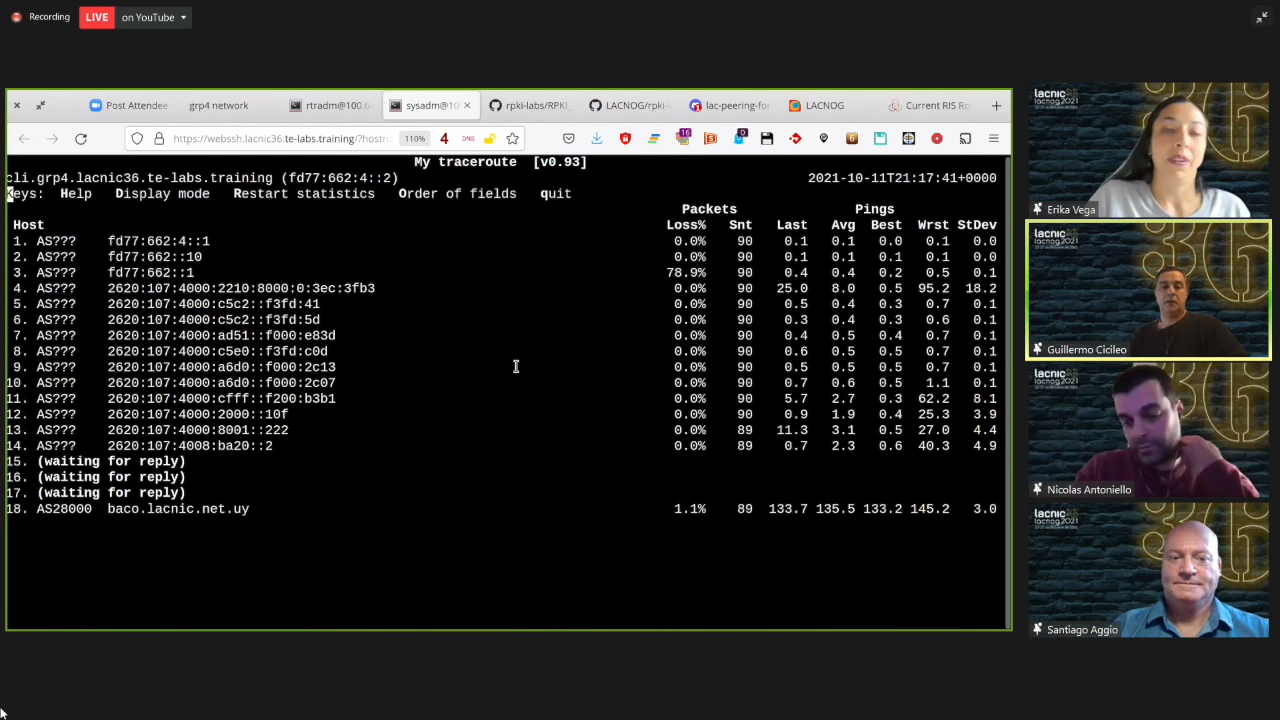 Recording
LIVE on YouTube
Post Attendee
grp4 network
rtradm@100.6
sysadm@10
rpki-labs/RPKI_
LACNOG/rpki-
lac-peering-for
LACNOG
Current RIS Ro
https://webssh.lacnic36.te-labs.training/?hostn
110%
4
DNS
16
0
6
My traceroute [v0.93]
cli.grp4.lacnic36.te-labs.training (fd77:662:4::2) 2021-10-11T21:17:41+0000
Keys: Help Display mode Restart statistics Order of fields quit
Packets Pings
Host Loss% Snt Last Avg Best Wrst StDev
1. AS??? fd77:662:4::1 0.0% 90 0.1 0.1 0.0 0.1 0.0
2. AS??? fd77:662::10 0.0% 90 0.1 0.1 0.1 0.1 0.0
3. AS??? fd77:662::1 78.9% 90 0.4 0.4 0.2 0.5 0.1
4. AS??? 2620:107:4000:2210:8000:0:3ec:3fb3 0.0% 90 25.0 8.0 0.5 95.2 18.2
5. AS??? 2620:107:4000:c5c2::f3fd:41 0.0% 90 0.5 0.4 0.3 0.7 0.1
6. AS??? 2620:107:4000:c5c2::f3fd:5d 0.0% 90 0.3 0.4 0.3 0.6 0.1
7. AS??? 2620:107:4000:ad51::f000:e83d 0.0% 90 0.4 0.5 0.4 0.7 0.1
8. AS??? 2620:107:4000:c5e0::f3fd:c0d 0.0% 90 0.6 0.5 0.5 0.7 0.1
9. AS??? 2620:107:4000:a6d0::f000:2c13 0.0% 90 0.5 0.5 0.5 0.7 0.1
10. AS??? 2620:107:4000:a6d0::f000:2c07 0.0% 90 0.7 0.6 0.5 1.1 0.1
11. AS??? 2620:107:4000:cfff::f200:b3b1 0.0% 90 5.7 2.7 0.3 62.2 8.1
12. AS??? 2620:107:4000:2000::10f 0.0% 90 0.9 1.9 0.4 25.3 3.9
13. AS??? 2620:107:4000:8001::222 0.0% 89 11.3 3.1 0.5 27.0 4.4
14. AS??? 2620:107:4008:ba20::2 0.0% 89 0.7 2.3 0.6 40.3 4.9
15. (waiting for reply)
16. (waiting for reply)
17. (waiting for reply)
18. AS28000 baco.lacnic.net.uy 1.1% 89 133.7 135.5 133.2 145.2 3.0
lacnic
lacnog2021
Erika Vega
lacnic
lacnog2021
36
Guillermo Cicileo
lacnic
lacnog2021
Nicolas Antoniello
lacnic
lacnog2021
36
Santiago Aggio